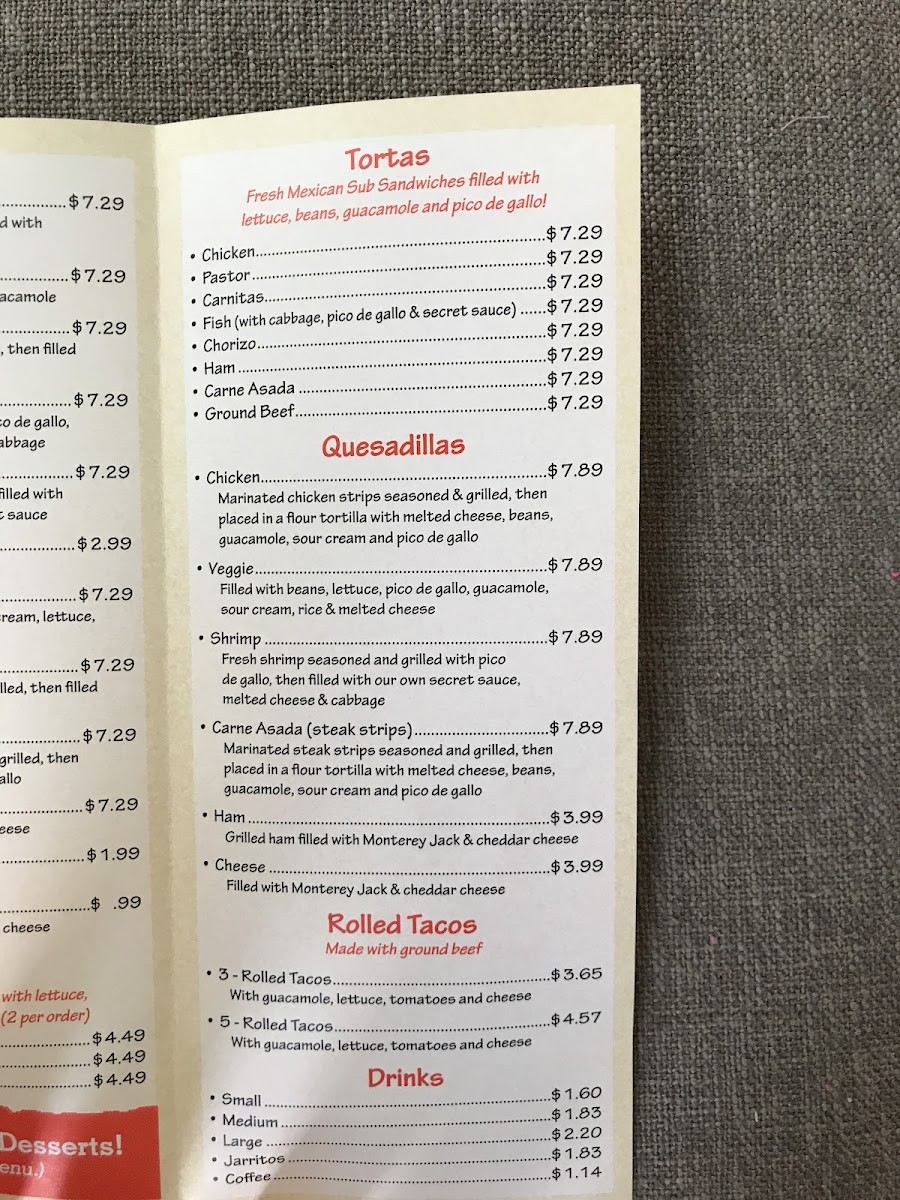 $7.29
d with
$7.29
acamole
$7.29
, then filled
$7.29
co de gallo,
abbage
$7.29
filled with
t sauce
$2.99
$7.29
ream, lettuce,
$7.29
lled, then filled
$7.29
grilled, then
allo
$7.29
eese
$1.99
$ .99
cheese
with lettuce,
(2 per order)
$4.49
$4.49
$4.49
Desserts!
enu.)
Tortas
Fresh Mexican Sub Sandwiches filled with
lettuce, beans, guacamole and pico de gallo!
• Chicken $7.29
• Pastor $7.29
• Carnitas $7.29
• Fish (with cabbage, pico de gallo & secret sauce) $7.29
• Chorizo $7.29
• Ham $7.29
• Carne Asada $7.29
• Ground Beef $7.29
Quesadillas
• Chicken $7.89
Marinated chicken strips seasoned & grilled, then
placed in a flour tortilla with melted cheese, beans,
guacamole, sour cream and pico de gallo
• Veggie $7.89
Filled with beans, lettuce, pico de gallo, guacamole,
sour cream, rice & melted cheese
• Shrimp $7.89
Fresh shrimp seasoned and grilled with pico
de gallo, then filled with our own secret sauce,
melted cheese & cabbage
• Carne Asada (steak strips) $7.89
Marinated steak strips seasoned and grilled, then
placed in a flour tortilla with melted cheese, beans,
guacamole, sour cream and pico de gallo
• Ham $3.99
Grilled ham filled with Monterey Jack & cheddar cheese
• Cheese $3.99
Filled with Monterey Jack & cheddar cheese
Rolled Tacos
Made with ground beef
• 3 - Rolled Tacos $3.65
With guacamole, lettuce, tomatoes and cheese
• 5 - Rolled Tacos $4.57
With guacamole, lettuce, tomatoes and cheese
Drinks
• Small $1.60
• Medium $1.83
• Large $2.20
• Jarritos $1.83
• Coffee $1.14